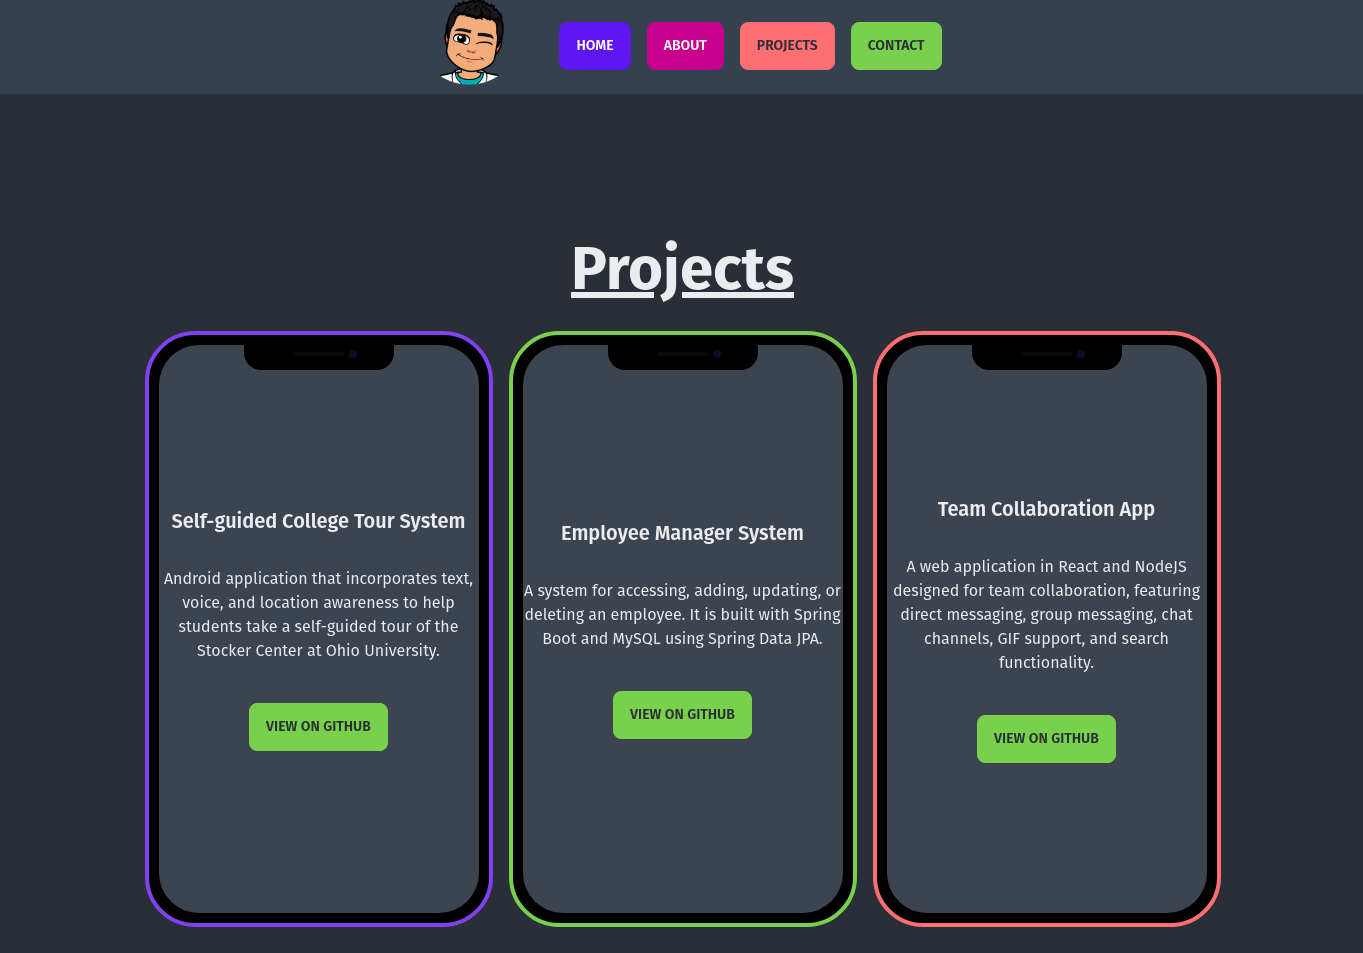 HOME
ABOUT
PROJECTS
CONTACT
Projects
Self-guided College Tour System
Android application that incorporates text,
voice, and location awareness to help
students take a self-guided tour of the
Stocker Center at Ohio University.
VIEW ON GITHUB
Employee Manager System
A system for accessing, adding, updating, or
deleting an employee. It is built with Spring
Boot and MySQL using Spring Data JPA.
VIEW ON GITHUB
Team Collaboration App
A web application in React and NodeJS
designed for team collaboration, featuring
direct messaging, group messaging, chat
channels, GIF support, and search
functionality.
VIEW ON GITHUB